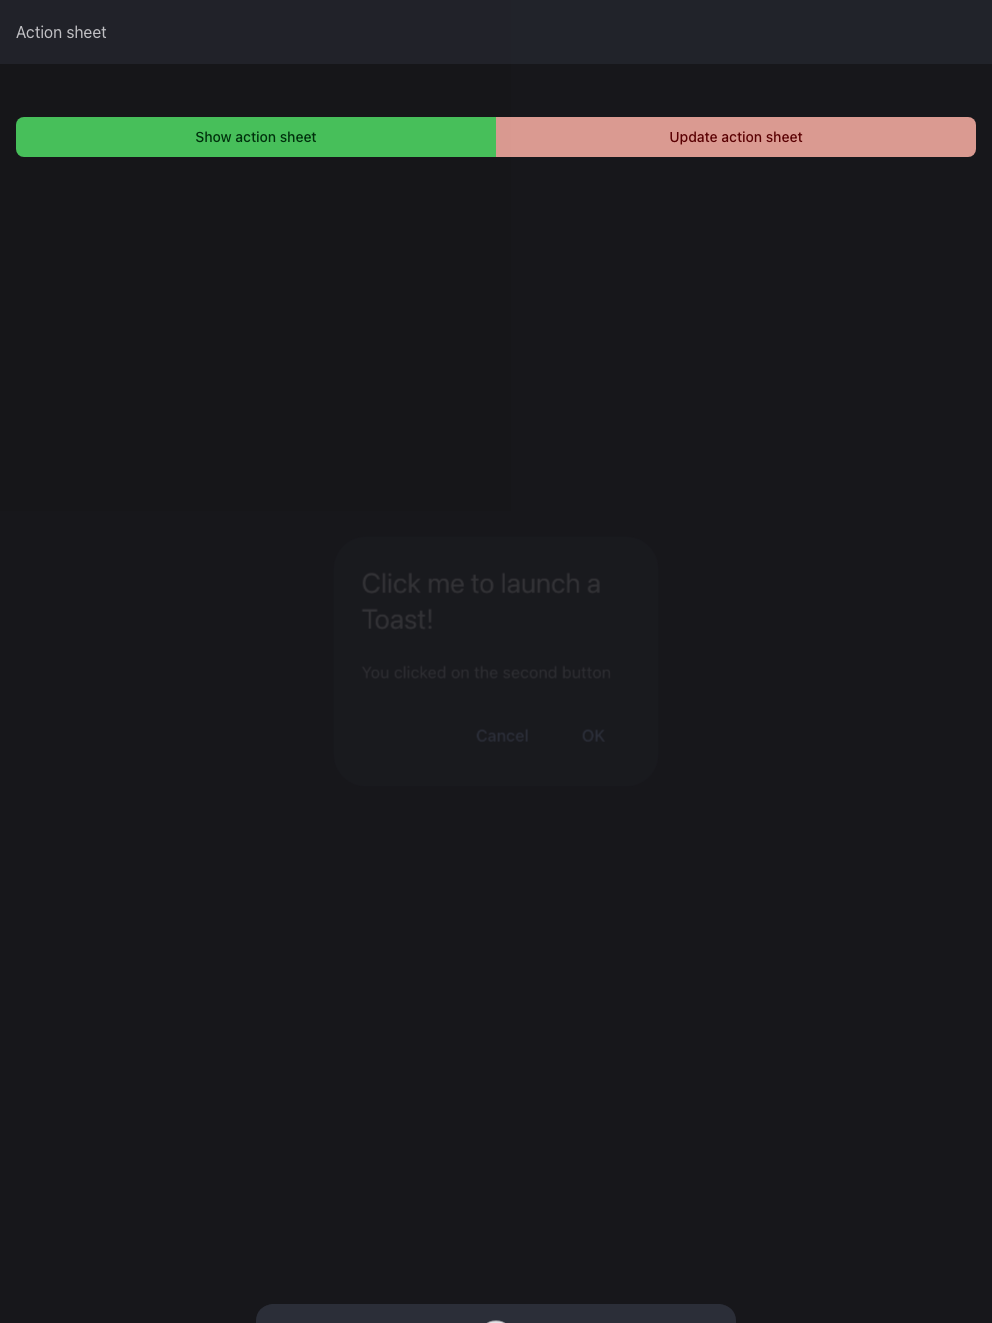 Action sheet
Show action sheet
Update action sheet
Click me to launch a
Toast!
You clicked on the second button
Cancel
OK